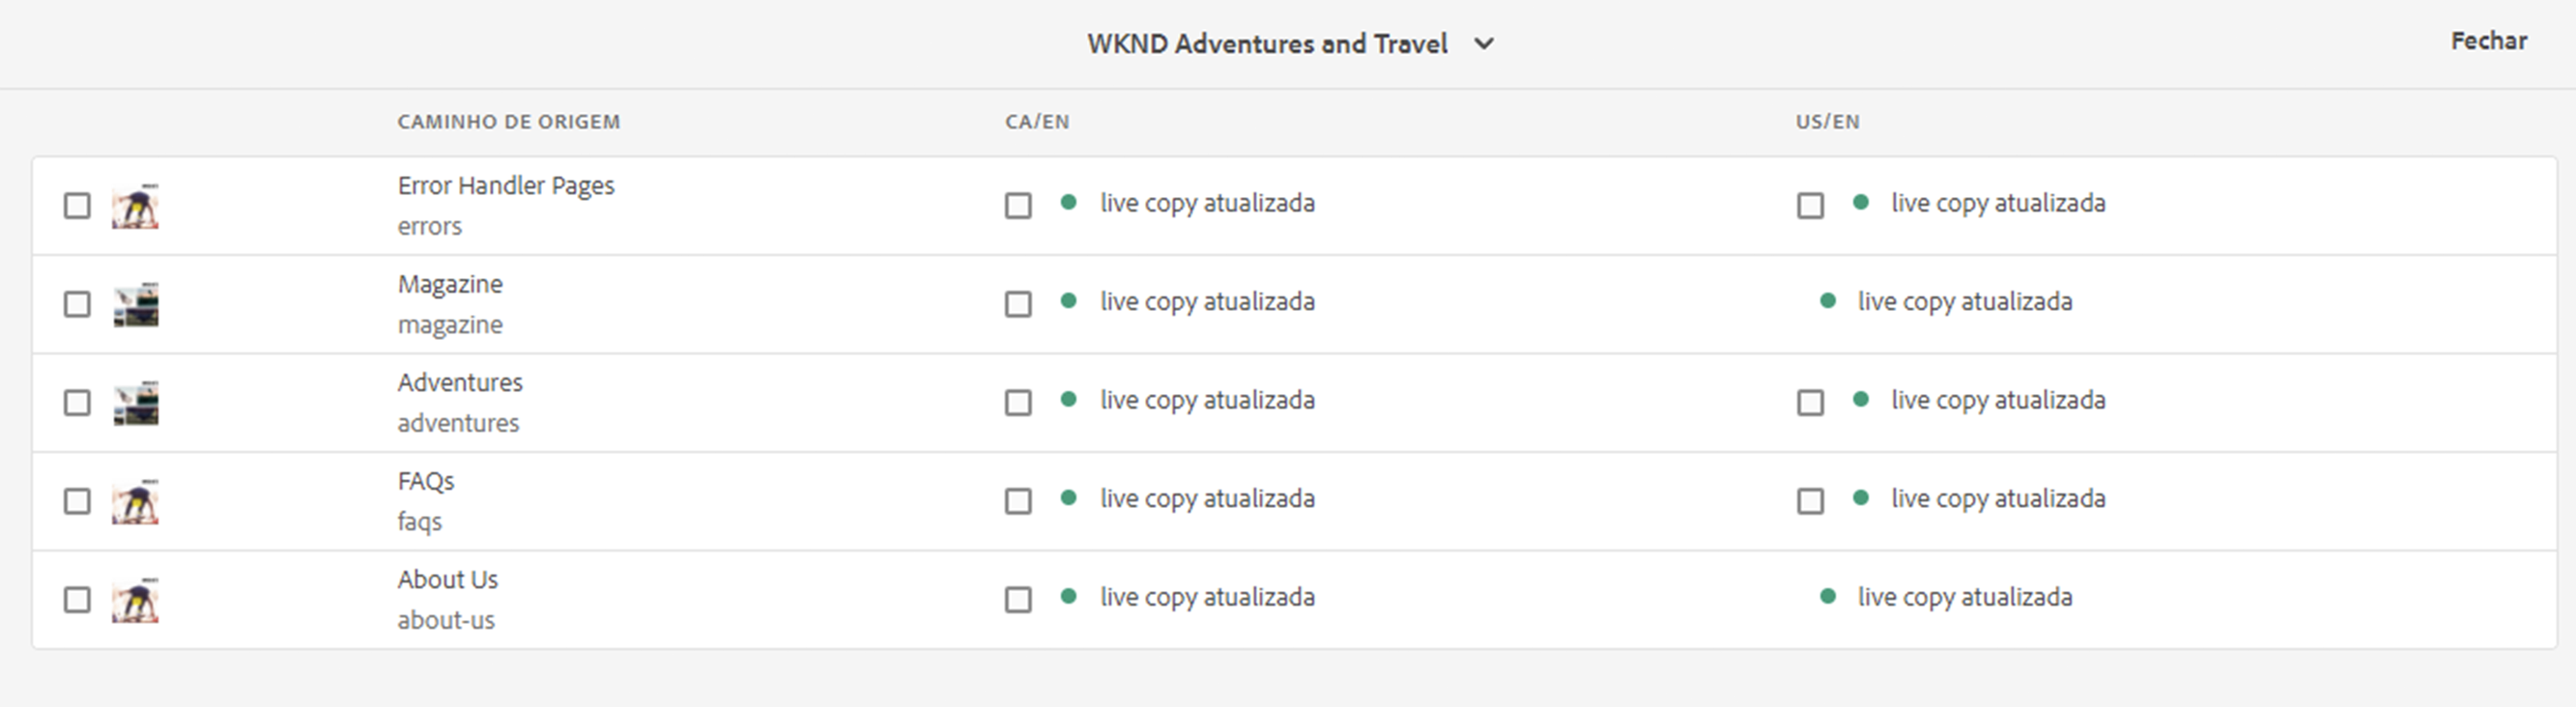 WKND Adventures and Travel
Fechar
CAMINHO DE ORIGEM CA/EN US/EN
Error Handler Pages
errors
live copy atualizada live copy atualizada
Magazine
magazine
live copy atualizada live copy atualizada
Adventures
adventures
live copy atualizada live copy atualizada
FAQs
faqs
live copy atualizada live copy atualizada
About Us
about-us
live copy atualizada live copy atualizada